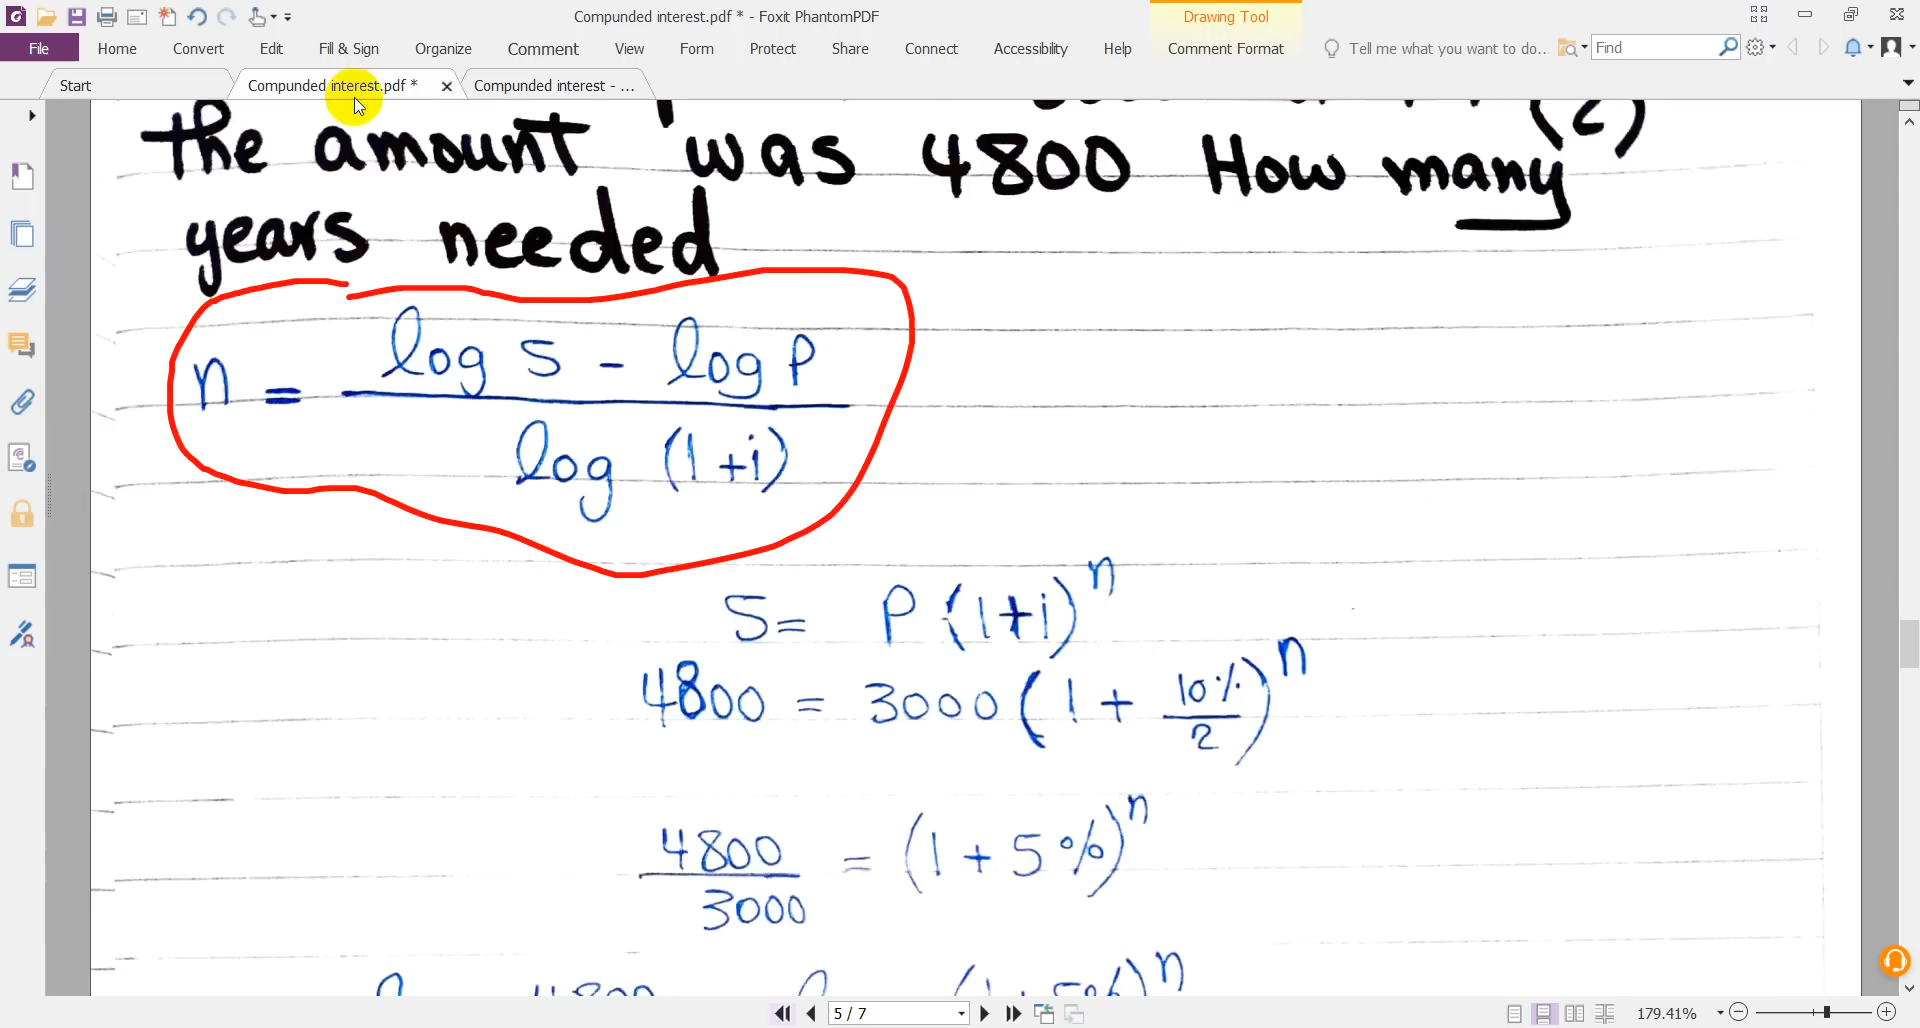 Compunded interest.pdf * - Foxit PhantomPDF
Drawing Tool
File Home Convert Edit Fill & Sign Organize Comment View Form Protect Share Connect Accessibility Help Comment Format Tell me what you want to do... Find
Start Compunded interest.pdf * Compunded interest - ...
(2)
the amount was 4800 How many
years needed
n = log S - log P
log (1+i)
S = P (1+i)^n
4800 = 3000 (1 + 10%/2)^n
4800/3000 = (1 + 5%)^n
5 / 7
179.41%